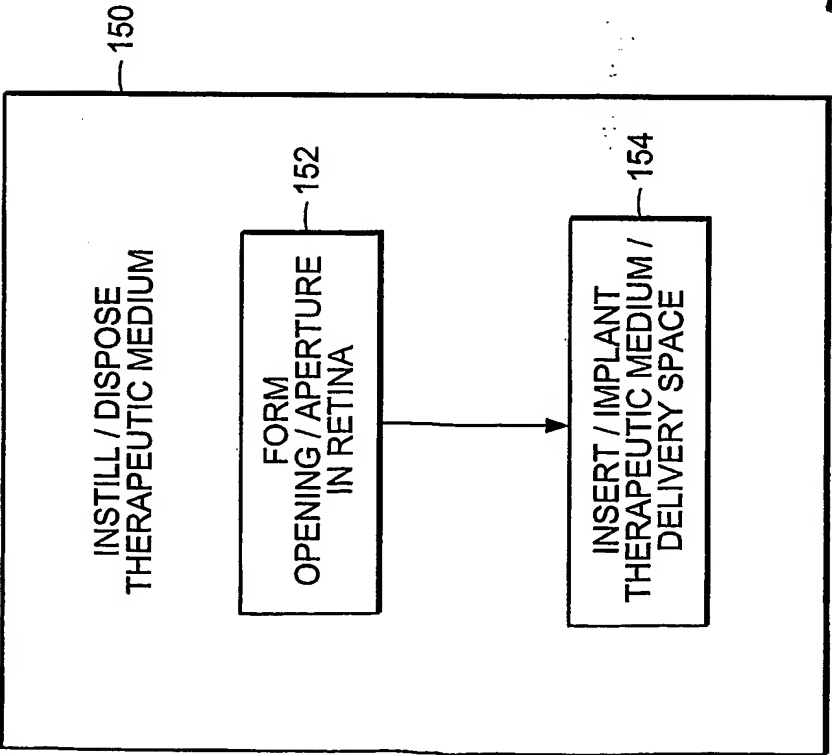 150
INSTILL / DISPOSE
THERAPEUTIC MEDIUM
152
FORM
OPENING / APERTURE
IN RETINA
154
INSERT / IMPLANT
THERAPEUTIC MEDIUM /
DELIVERY SPACE